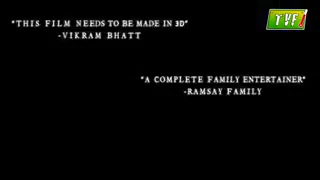 TVF
"THIS FILM NEEDS TO BE MADE IN 3D"
-VIKRAM BHATT
"A COMPLETE FAMILY ENTERTAINER"
-RAMSAY FAMILY